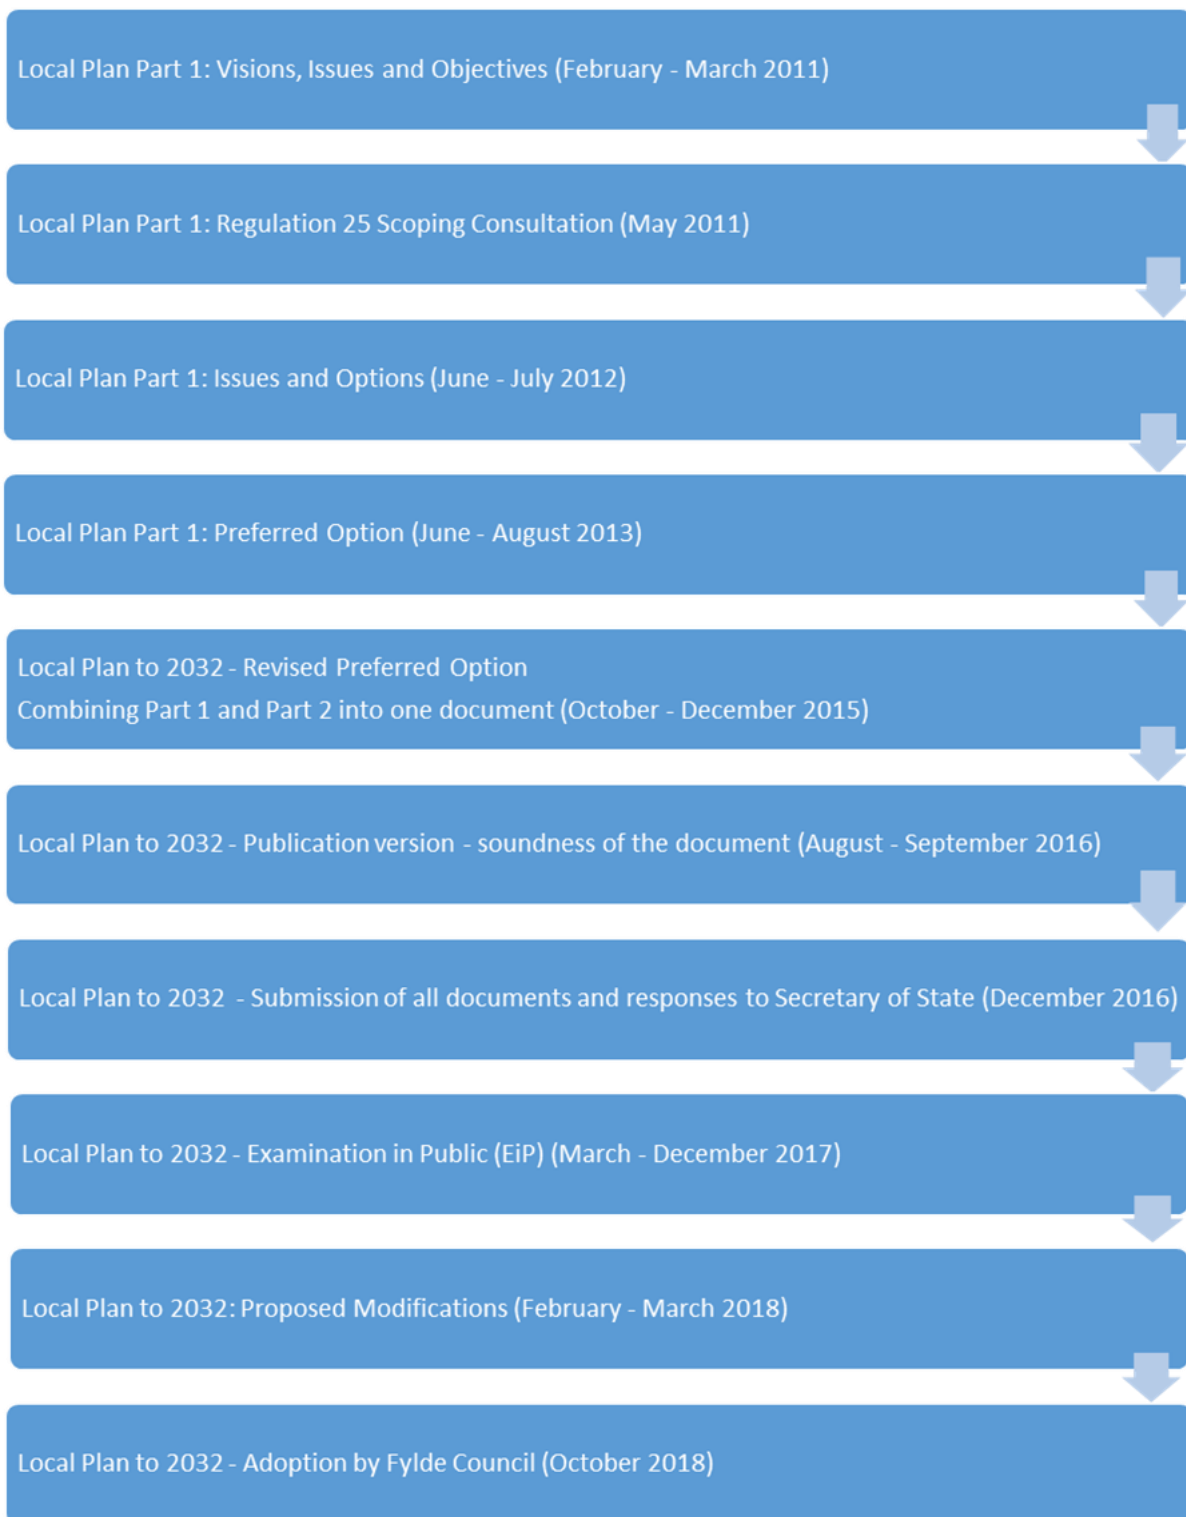 Local Plan Part 1: Visions, Issues and Objectives (February - March 2011)
Local Plan Part 1: Regulation 25 Scoping Consultation (May 2011)
Local Plan Part 1: Issues and Options (June - July 2012)
Local Plan Part 1: Preferred Option (June - August 2013)
Local Plan to 2032 - Revised Preferred Option
Combining Part 1 and Part 2 into one document (October - December 2015)
Local Plan to 2032 - Publication version - soundness of the document (August - September 2016)
Local Plan to 2032 - Submission of all documents and responses to Secretary of State (December 2016)
Local Plan to 2032 - Examination in Public (EiP) (March - December 2017)
Local Plan to 2032: Proposed Modifications (February - March 2018)
Local Plan to 2032 - Adoption by Fylde Council (October 2018)